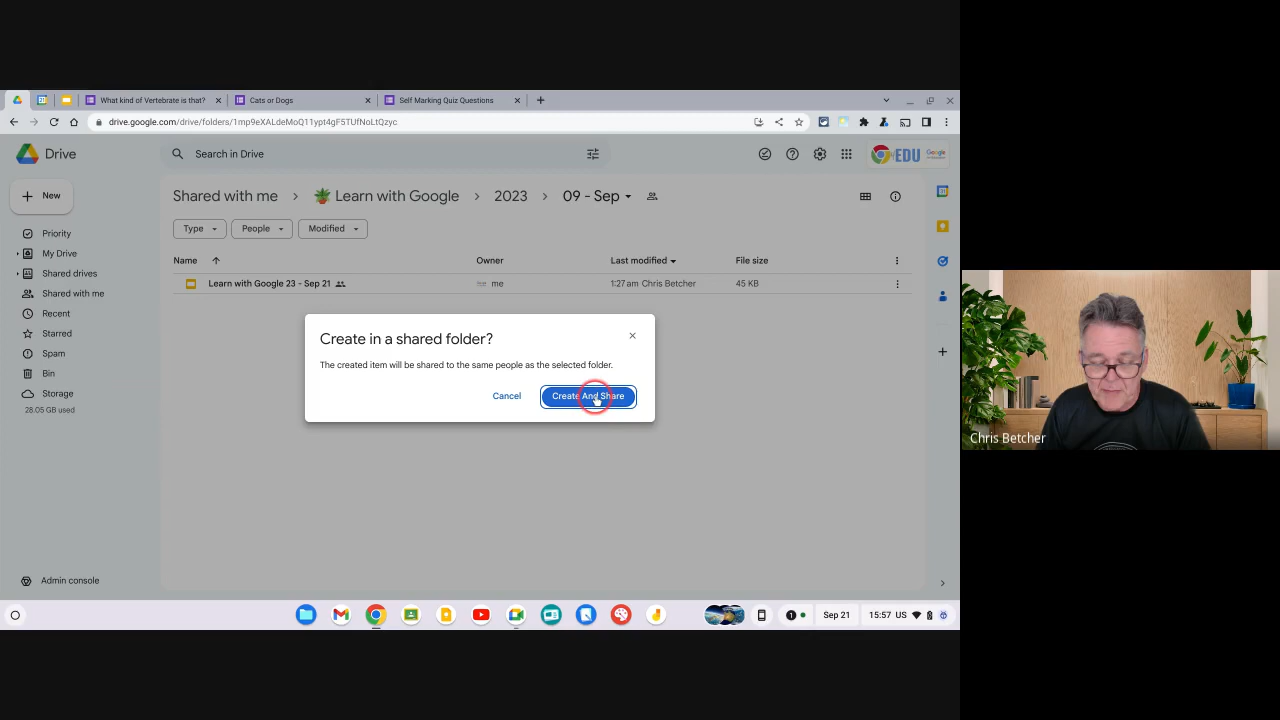 What kind of Vertebrate is that?
Cats or Dogs
Self Marking Quiz Questions
drive.google.com/drive/folders/1mp9eXALdeMoQ11ypt4gF5TUfNoLtQzyc
Drive
Search in Drive
EDU
Google
New
Shared with me
Learn with Google
2023
09 - Sep
Type
People
Modified
Priority
My Drive
Shared drives
Shared with me
Recent
Starred
Spam
Bin
Storage
28.05 GB used
Name
Owner
Last modified
File size
Learn with Google 23 - Sep 21
me
1:27 am Chris Betcher
45 KB
Create in a shared folder?
The created item will be shared to the same people as the selected folder.
Cancel
Create And Share
Chris Betcher
Admin console
1
Sep 21
15:57 US